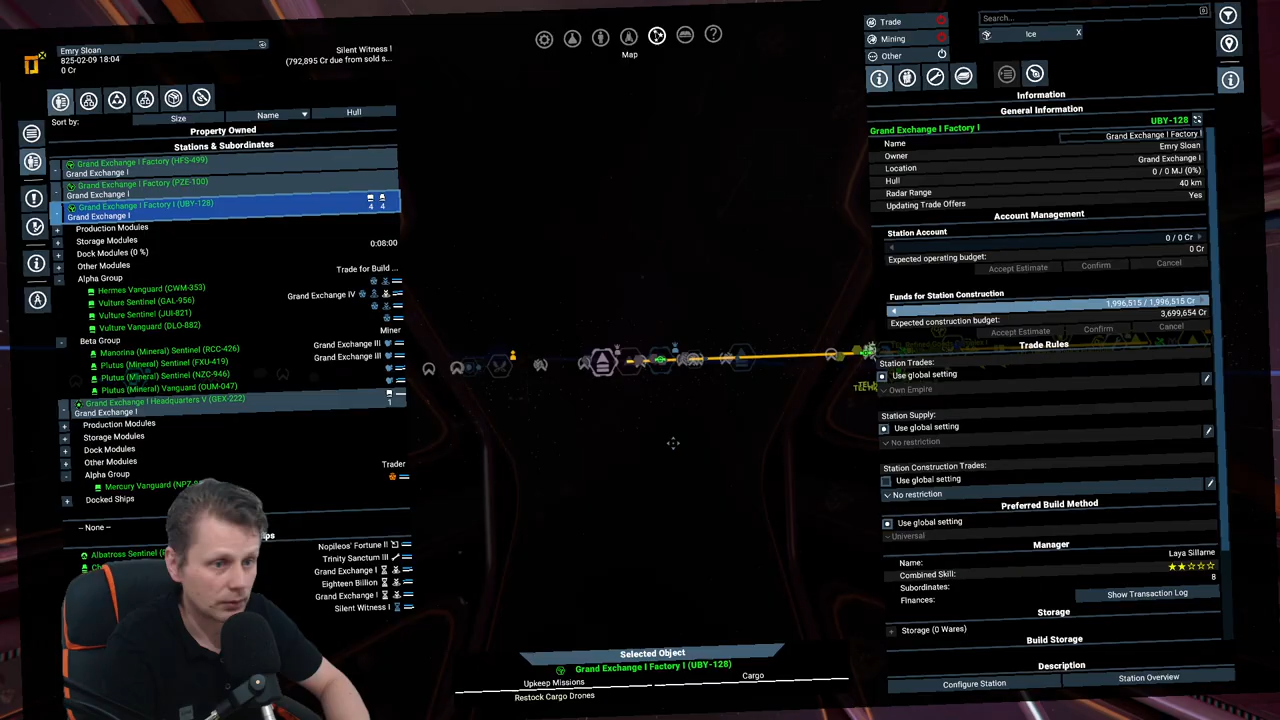 Emry Sloan
825-02-09 18:04
0 Cr
Silent Witness I
(792,895 Cr due from sold s...
Map
Sort by:
Size
Name
Hull
Property Owned
Stations & Subordinates
Grand Exchange I Factory (HFS-499)
Grand Exchange I
Grand Exchange I Factory (PZE-100)
Grand Exchange I
Grand Exchange I Factory I (UBY-128)
Grand Exchange I
4 4
Production Modules
Storage Modules
0:08:00
Dock Modules (0 %)
Other Modules
Alpha Group
Trade for Build ...
Hermes Vanguard (CWM-353)
Vulture Sentinel (GAL-956)
Grand Exchange IV
Vulture Sentinel (JUI-821)
Vulture Vanguard (DLO-882)
Beta Group
Miner
Manorina (Mineral) Sentinel (RCC-426)
Grand Exchange III
Plutus (Mineral) Sentinel (FXU-419)
Grand Exchange III
Plutus (Mineral) Sentinel (NZC-946)
Plutus (Mineral) Vanguard (OUM-047)
Grand Exchange I Headquarters V (GEX-222)
Grand Exchange I
1
Production Modules
Storage Modules
Dock Modules
Other Modules
Alpha Group
Trader
Mercury Vanguard
Docked Ships
-- None --
Albatross Sentinel
Nopileos' Fortune II
Trinity Sanctum III
Grand Exchange I
Eighteen Billion
Grand Exchange I
Silent Witness I
Selected Object
Grand Exchange I Factory I (UBY-128)
Upkeep Missions
Cargo
Restock Cargo Drones
Trade
Mining
Other
Search...
Ice
X
Information
General Information
Grand Exchange I Factory I
UBY-128
Name
Grand Exchange I Factory I
Owner
Emry Sloan
Location
Grand Exchange I
Hull
0 / 0 MJ (0%)
Radar Range
40 km
Updating Trade Offers
Yes
Account Management
Station Account
0 / 0 Cr
Expected operating budget:
0 Cr
Accept Estimate
Confirm
Cancel
Funds for Station Construction
1,996,515 / 1,996,515 Cr
Expected construction budget:
3,699,654 Cr
Accept Estimate
Confirm
Cancel
Trade Rules
Station Trades:
Use global setting
Own Empire
Station Supply:
Use global setting
No restriction
Station Construction Trades:
Use global setting
No restriction
Preferred Build Method
Use global setting
Universal
Manager
Name:
Laya Sillarne
Combined Skill:
★★☆☆☆
Subordinates:
8
Finances:
Show Transaction Log
Storage
Storage (0 Wares)
Build Storage
Description
Configure Station
Station Overview